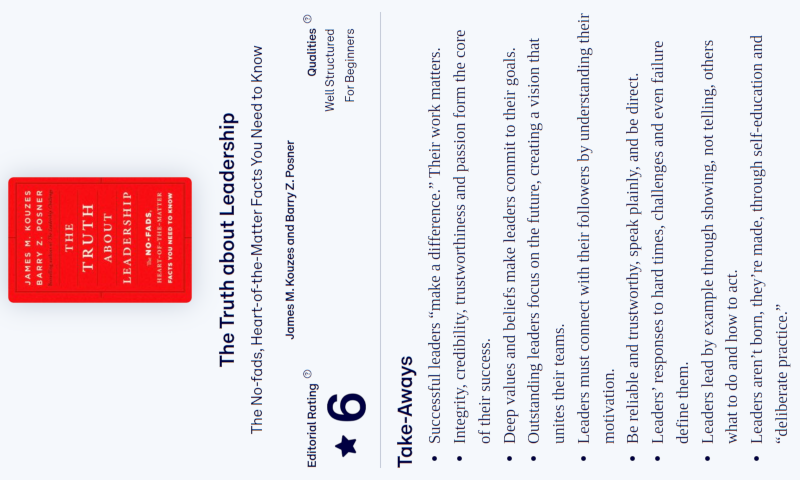 JAMES M. KOUZES
BARRY Z. POSNER
THE
TRUTH
ABOUT
LEADERSHIP
The NO-FADS,
HEART-OF-THE-MATTER
FACTS YOU NEED TO KNOW
The Truth about Leadership
The No-fads, Heart-of-the-Matter Facts You Need to Know
James M. Kouzes and Barry Z. Posner
Editorial Rating ?
6
Qualities ?
Well Structured
For Beginners
Take-Aways
• Successful leaders “make a difference.” Their work matters.
• Integrity, credibility, trustworthiness and passion form the core
of their success.
• Deep values and beliefs make leaders commit to their goals.
• Outstanding leaders focus on the future, creating a vision that
unites their teams.
• Leaders must connect with their followers by understanding their
motivation.
• Be reliable and trustworthy, speak plainly, and be direct.
• Leaders’ responses to hard times, challenges and even failure
define them.
• Leaders lead by example through showing, not telling, others
what to do and how to act.
• Leaders aren’t born, they’re made, through self-education and
“deliberate practice.”